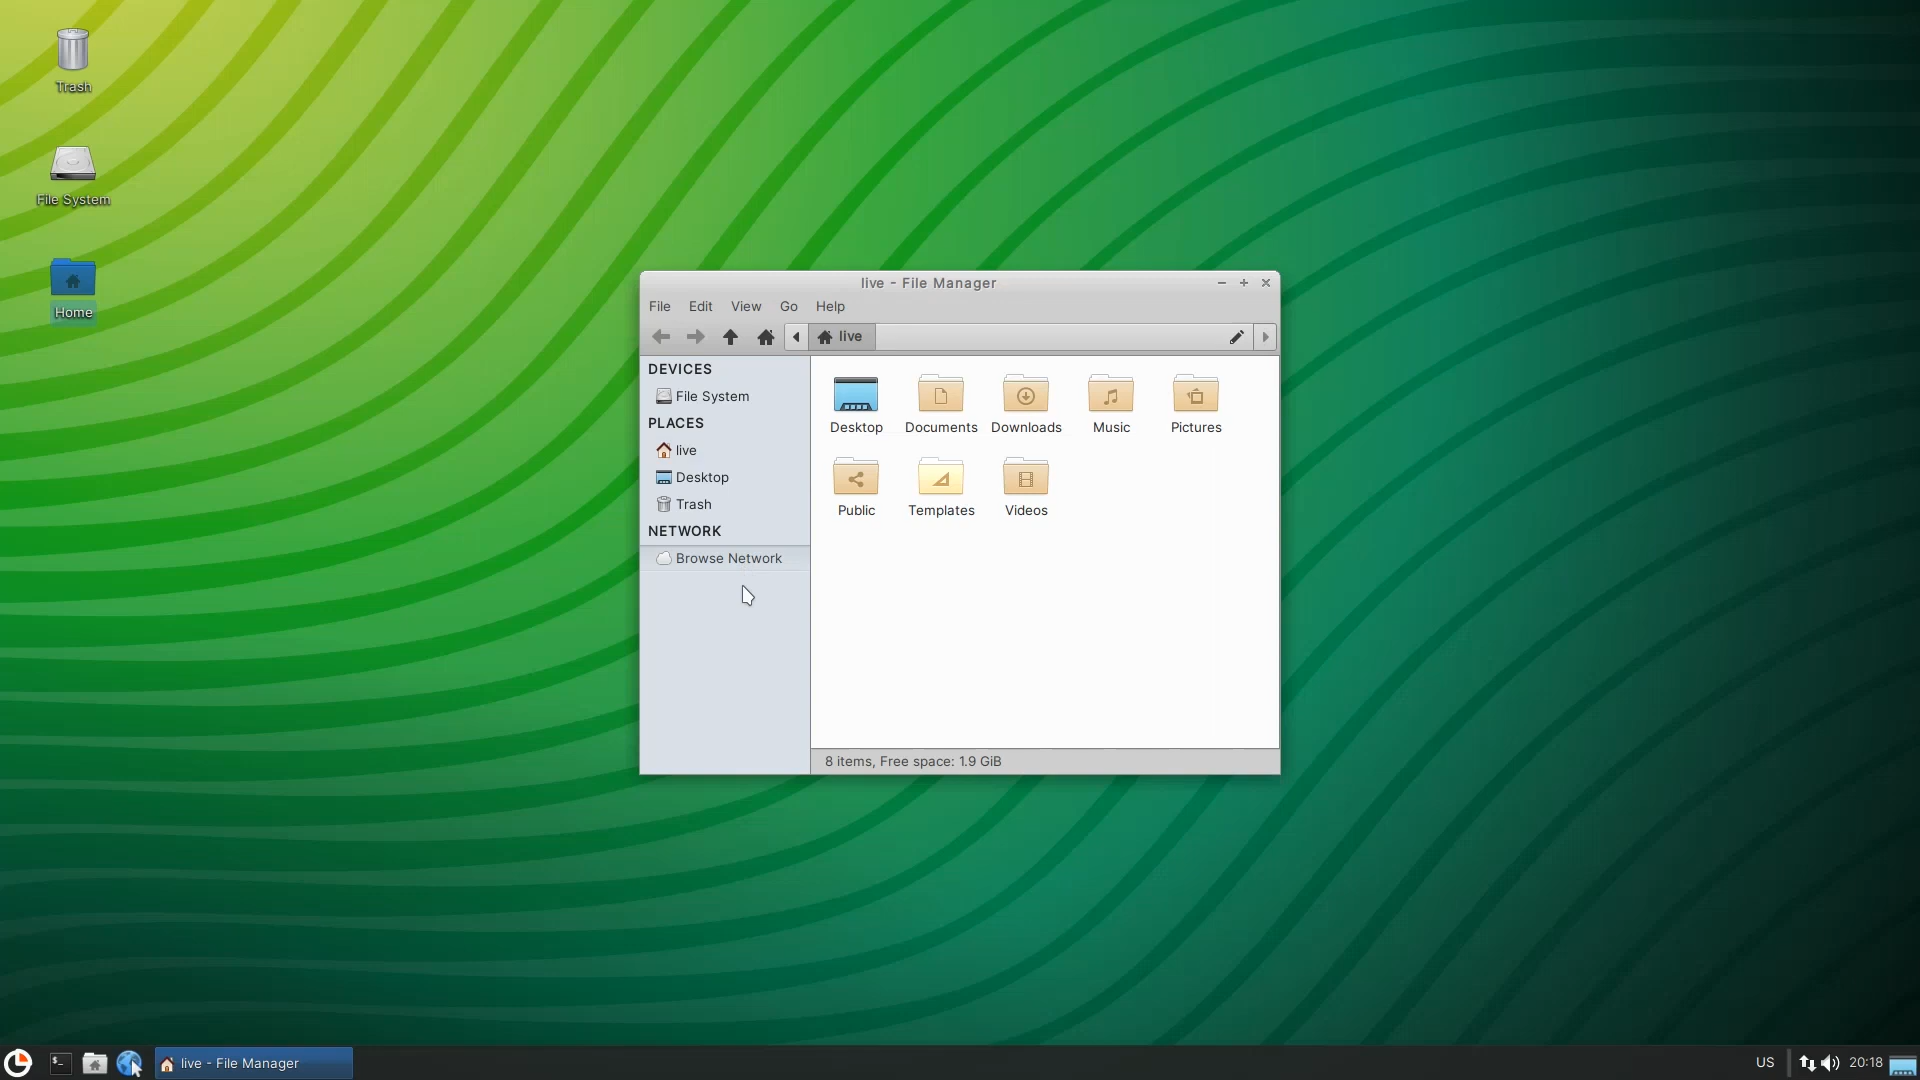 Trash
File System
Home
live - File Manager
File Edit View Go Help
live
DEVICES
File System
PLACES
live
Desktop
Trash
NETWORK
Browse Network
Desktop Documents Downloads Music Pictures
Public Templates Videos
8 items, Free space: 1.9 GiB
live - File Manager
US
20:18